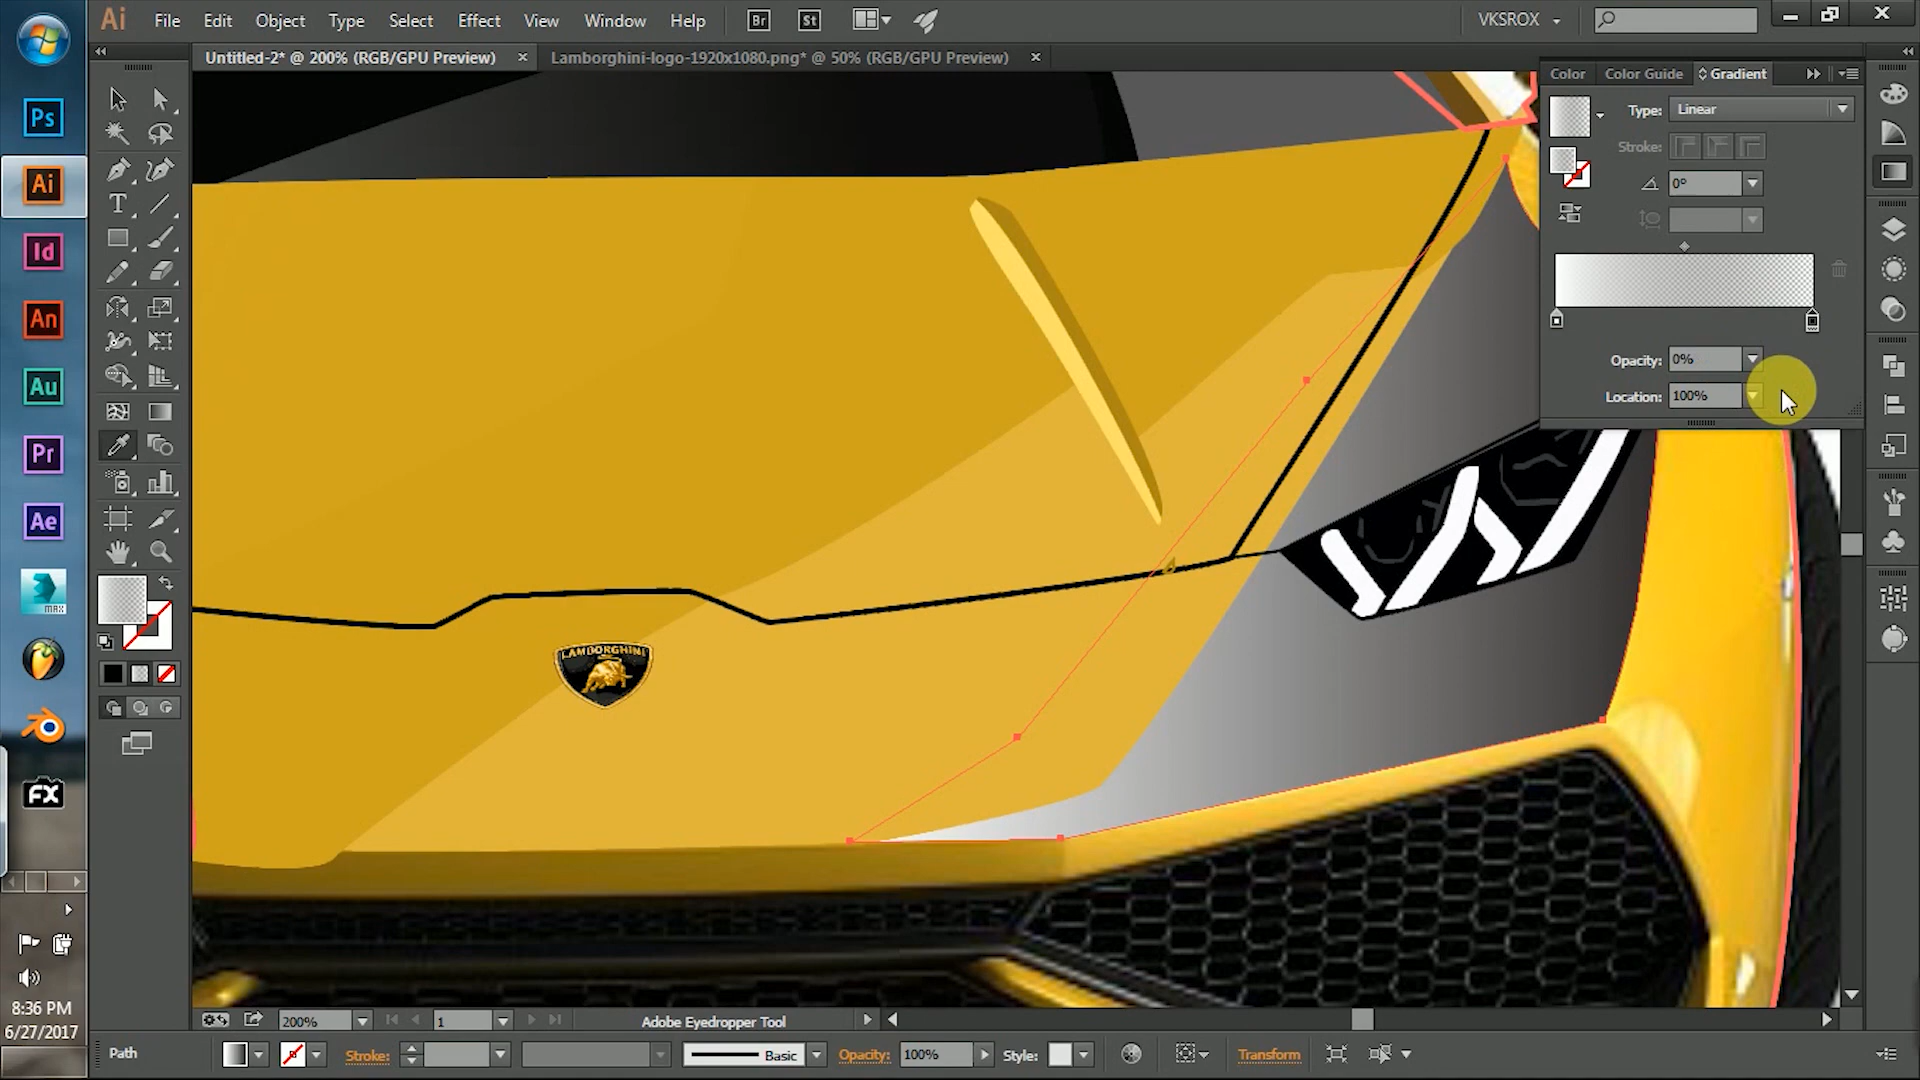 Ai File Edit Object Type Select Effect View Window Help Br St VKSROX
Untitled-2* @ 200% (RGB/GPU Preview) × Lamborghini-logo-1920x1080.png* @ 50% (RGB/GPU Preview) ×
Color Color Guide Gradient
Type: Linear
Stroke:
0°
Opacity: 0%
Location: 100%
Ps
Ai
Id
An
Au
Pr
Ae
MAX
FX
T
LAMBORGHINI
8:36 PM
6/27/2017
200% 1 Adobe Eyedropper Tool
Path Stroke: Basic Opacity: 100% Style: Transform